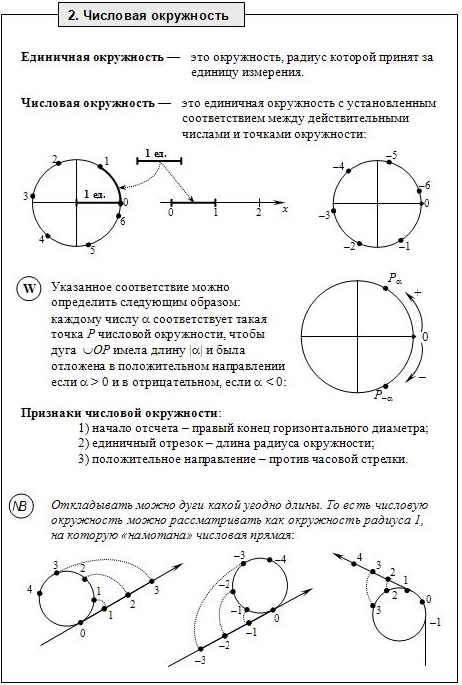 2. Числовая окружность
Единичная окружность — это окружность, радиус которой принят за
единицу измерения.
Числовая окружность — это единичная окружность с установленным
соответствием между действительными
числами и точками окружности:
1 ед.
2 1 3 1 ед. 0 4 5 6
0 1 2 x
–5 –4 –6 –3 0 –2 –1
W
Указанное соответствие можно
определить следующим образом:
каждому числу α соответствует такая
точка P числовой окружности, чтобы
дуга ∪OP имела длину |α| и была
отложена в положительном направлении
если α > 0 и в отрицательном, если α < 0:
Pα
+
0
–
P–α
Признаки числовой окружности:
1) начало отсчета – правый конец горизонтального диаметра;
2) единичный отрезок – длина радиуса окружности;
3) положительное направление – против часовой стрелки.
NB
Откладывать можно дуги какой угодно длины. То есть числовую
окружность можно рассматривать как окружность радиуса 1,
на которую «намотана» числовая прямая:
3 2 4 1 3 2 1 0
–3 –4 –2 –1 –1 –2 –3
4 3 2 1 2 1 3 0 –1